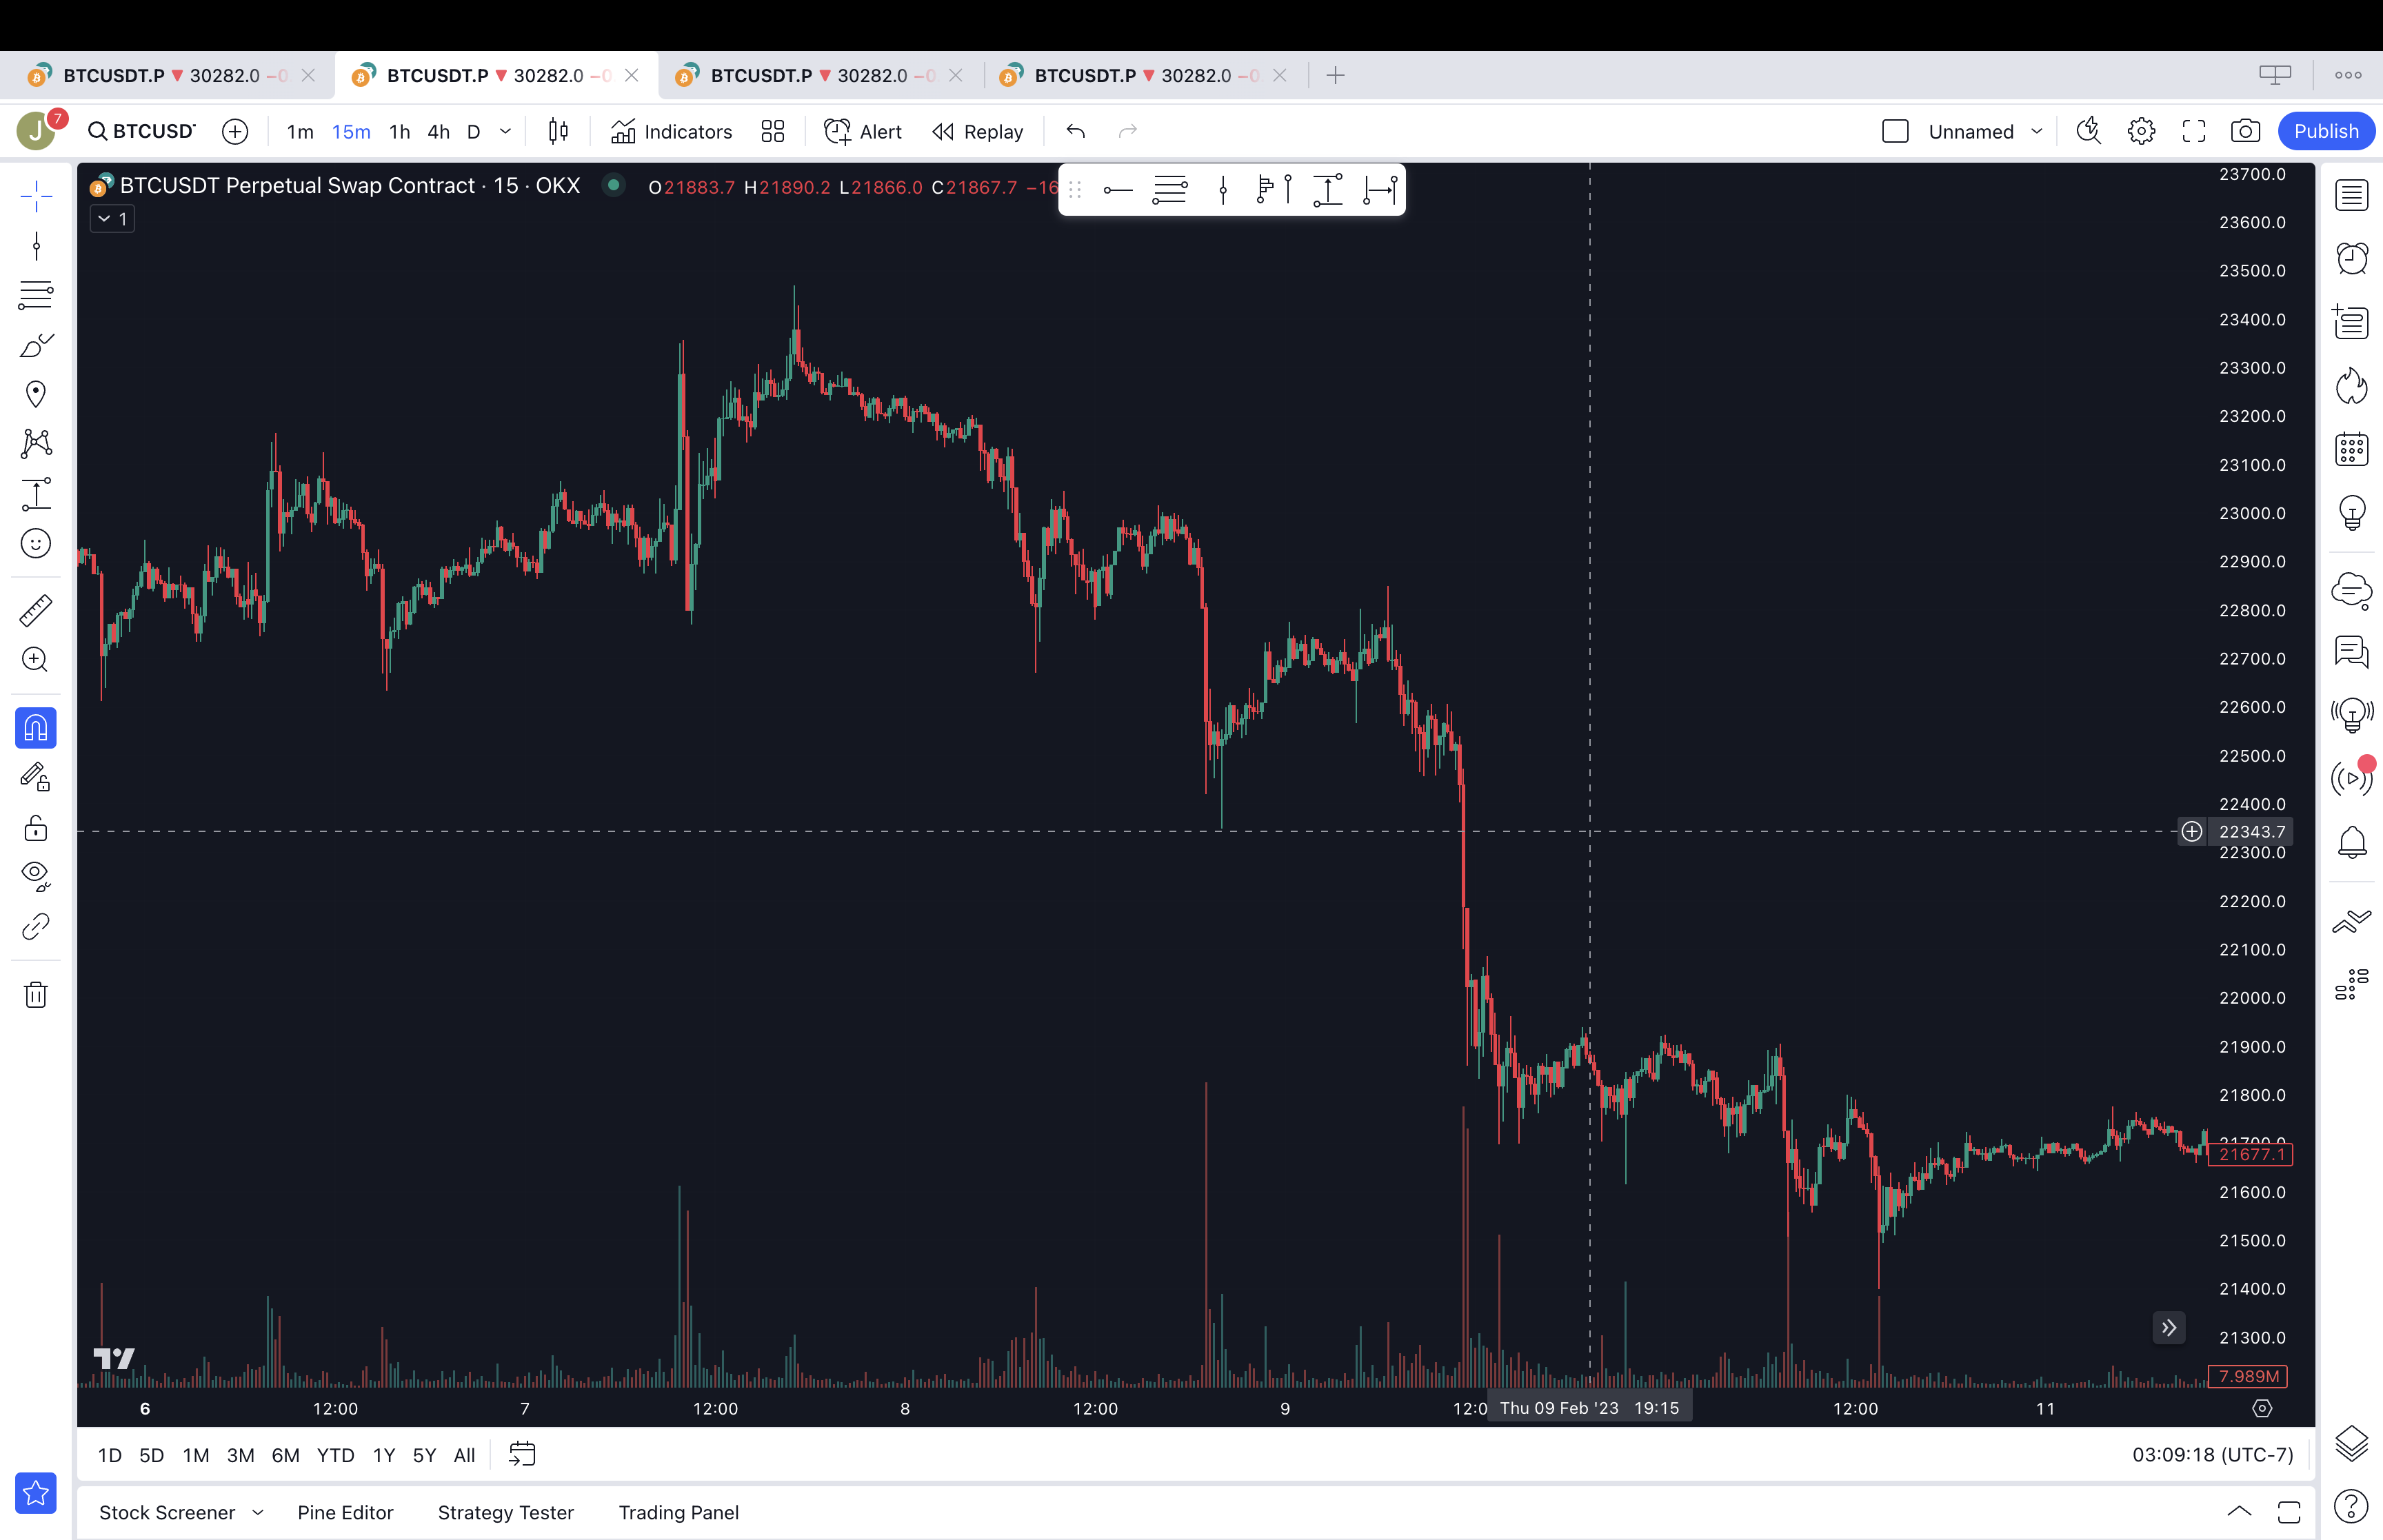 BTCUSDT.P ▼ 30282.0 −0
BTCUSDT.P ▼ 30282.0 −0
BTCUSDT.P ▼ 30282.0 −0
BTCUSDT.P ▼ 30282.0 −0
J 7 BTCUSD 1m 15m 1h 4h D Indicators Alert Replay Unnamed Publish
BTCUSDT Perpetual Swap Contract · 15 · OKX O21883.7 H21890.2 L21866.0 C21867.7 −16
1
23700.0
23600.0
23500.0
23400.0
23300.0
23200.0
23100.0
23000.0
22900.0
22800.0
22700.0
22600.0
22500.0
22400.0
22343.7
22300.0
22200.0
22100.0
22000.0
21900.0
21800.0
21700.0
21677.1
21600.0
21500.0
21400.0
21300.0
7.989M
6 12:00 7 12:00 8 12:00 9 12:0 Thu 09 Feb '23 19:15 12:00 11
1D 5D 1M 3M 6M YTD 1Y 5Y All 03:09:18 (UTC-7)
Stock Screener Pine Editor Strategy Tester Trading Panel